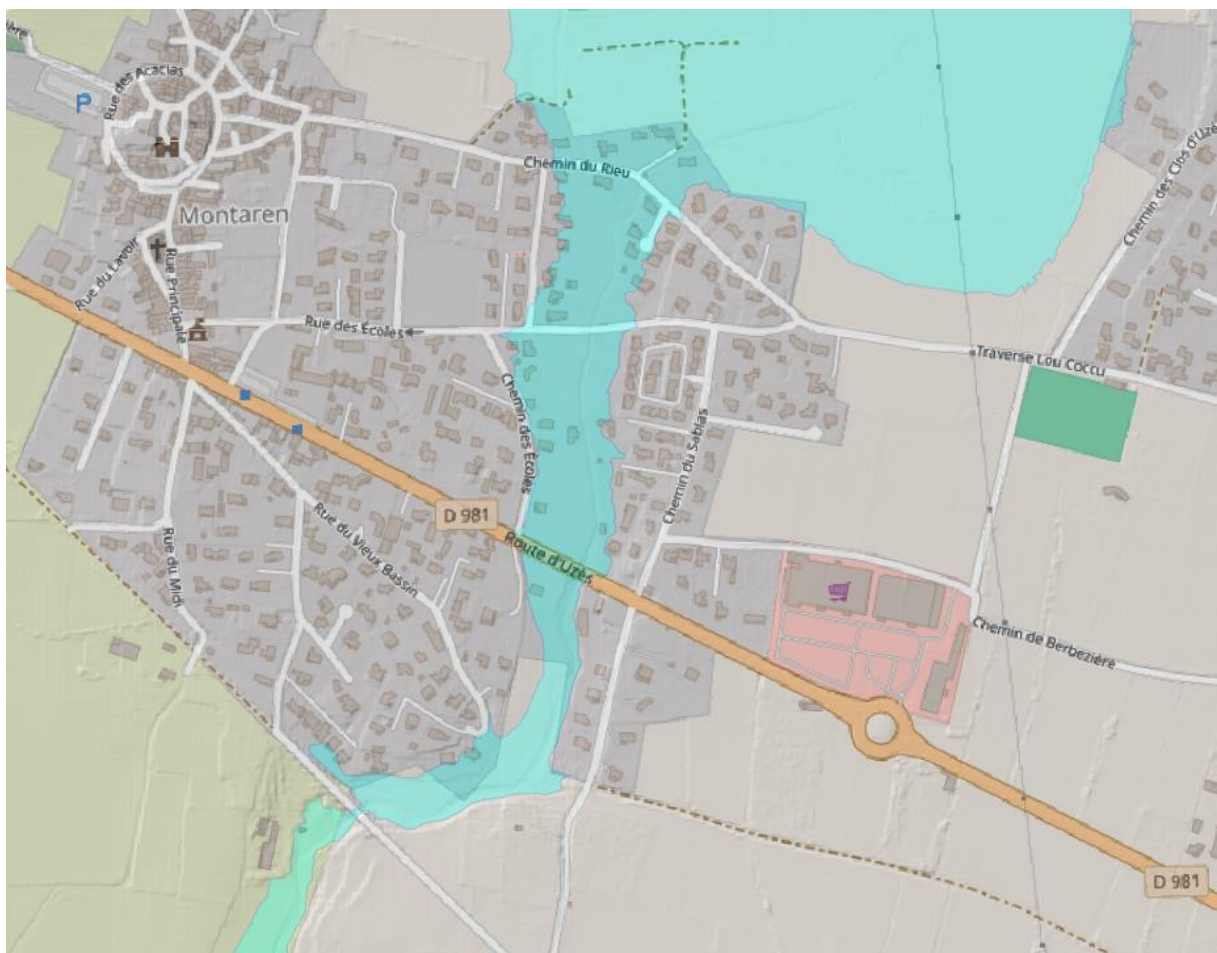 ière
Rue des Acacias
P
Chemin du Rieu
Chemin des Clos d'Uzè
Montaren
Rue du Lavoir
Rue Principale
Rue des Écoles
Traverse Lou Coccu
Chemin des Écoles
Chemin du Sablas
D 981
Rue du Vieux Bassin
Route d'Uzès
Rue du Midi
Chemin de Berbezière
D 981